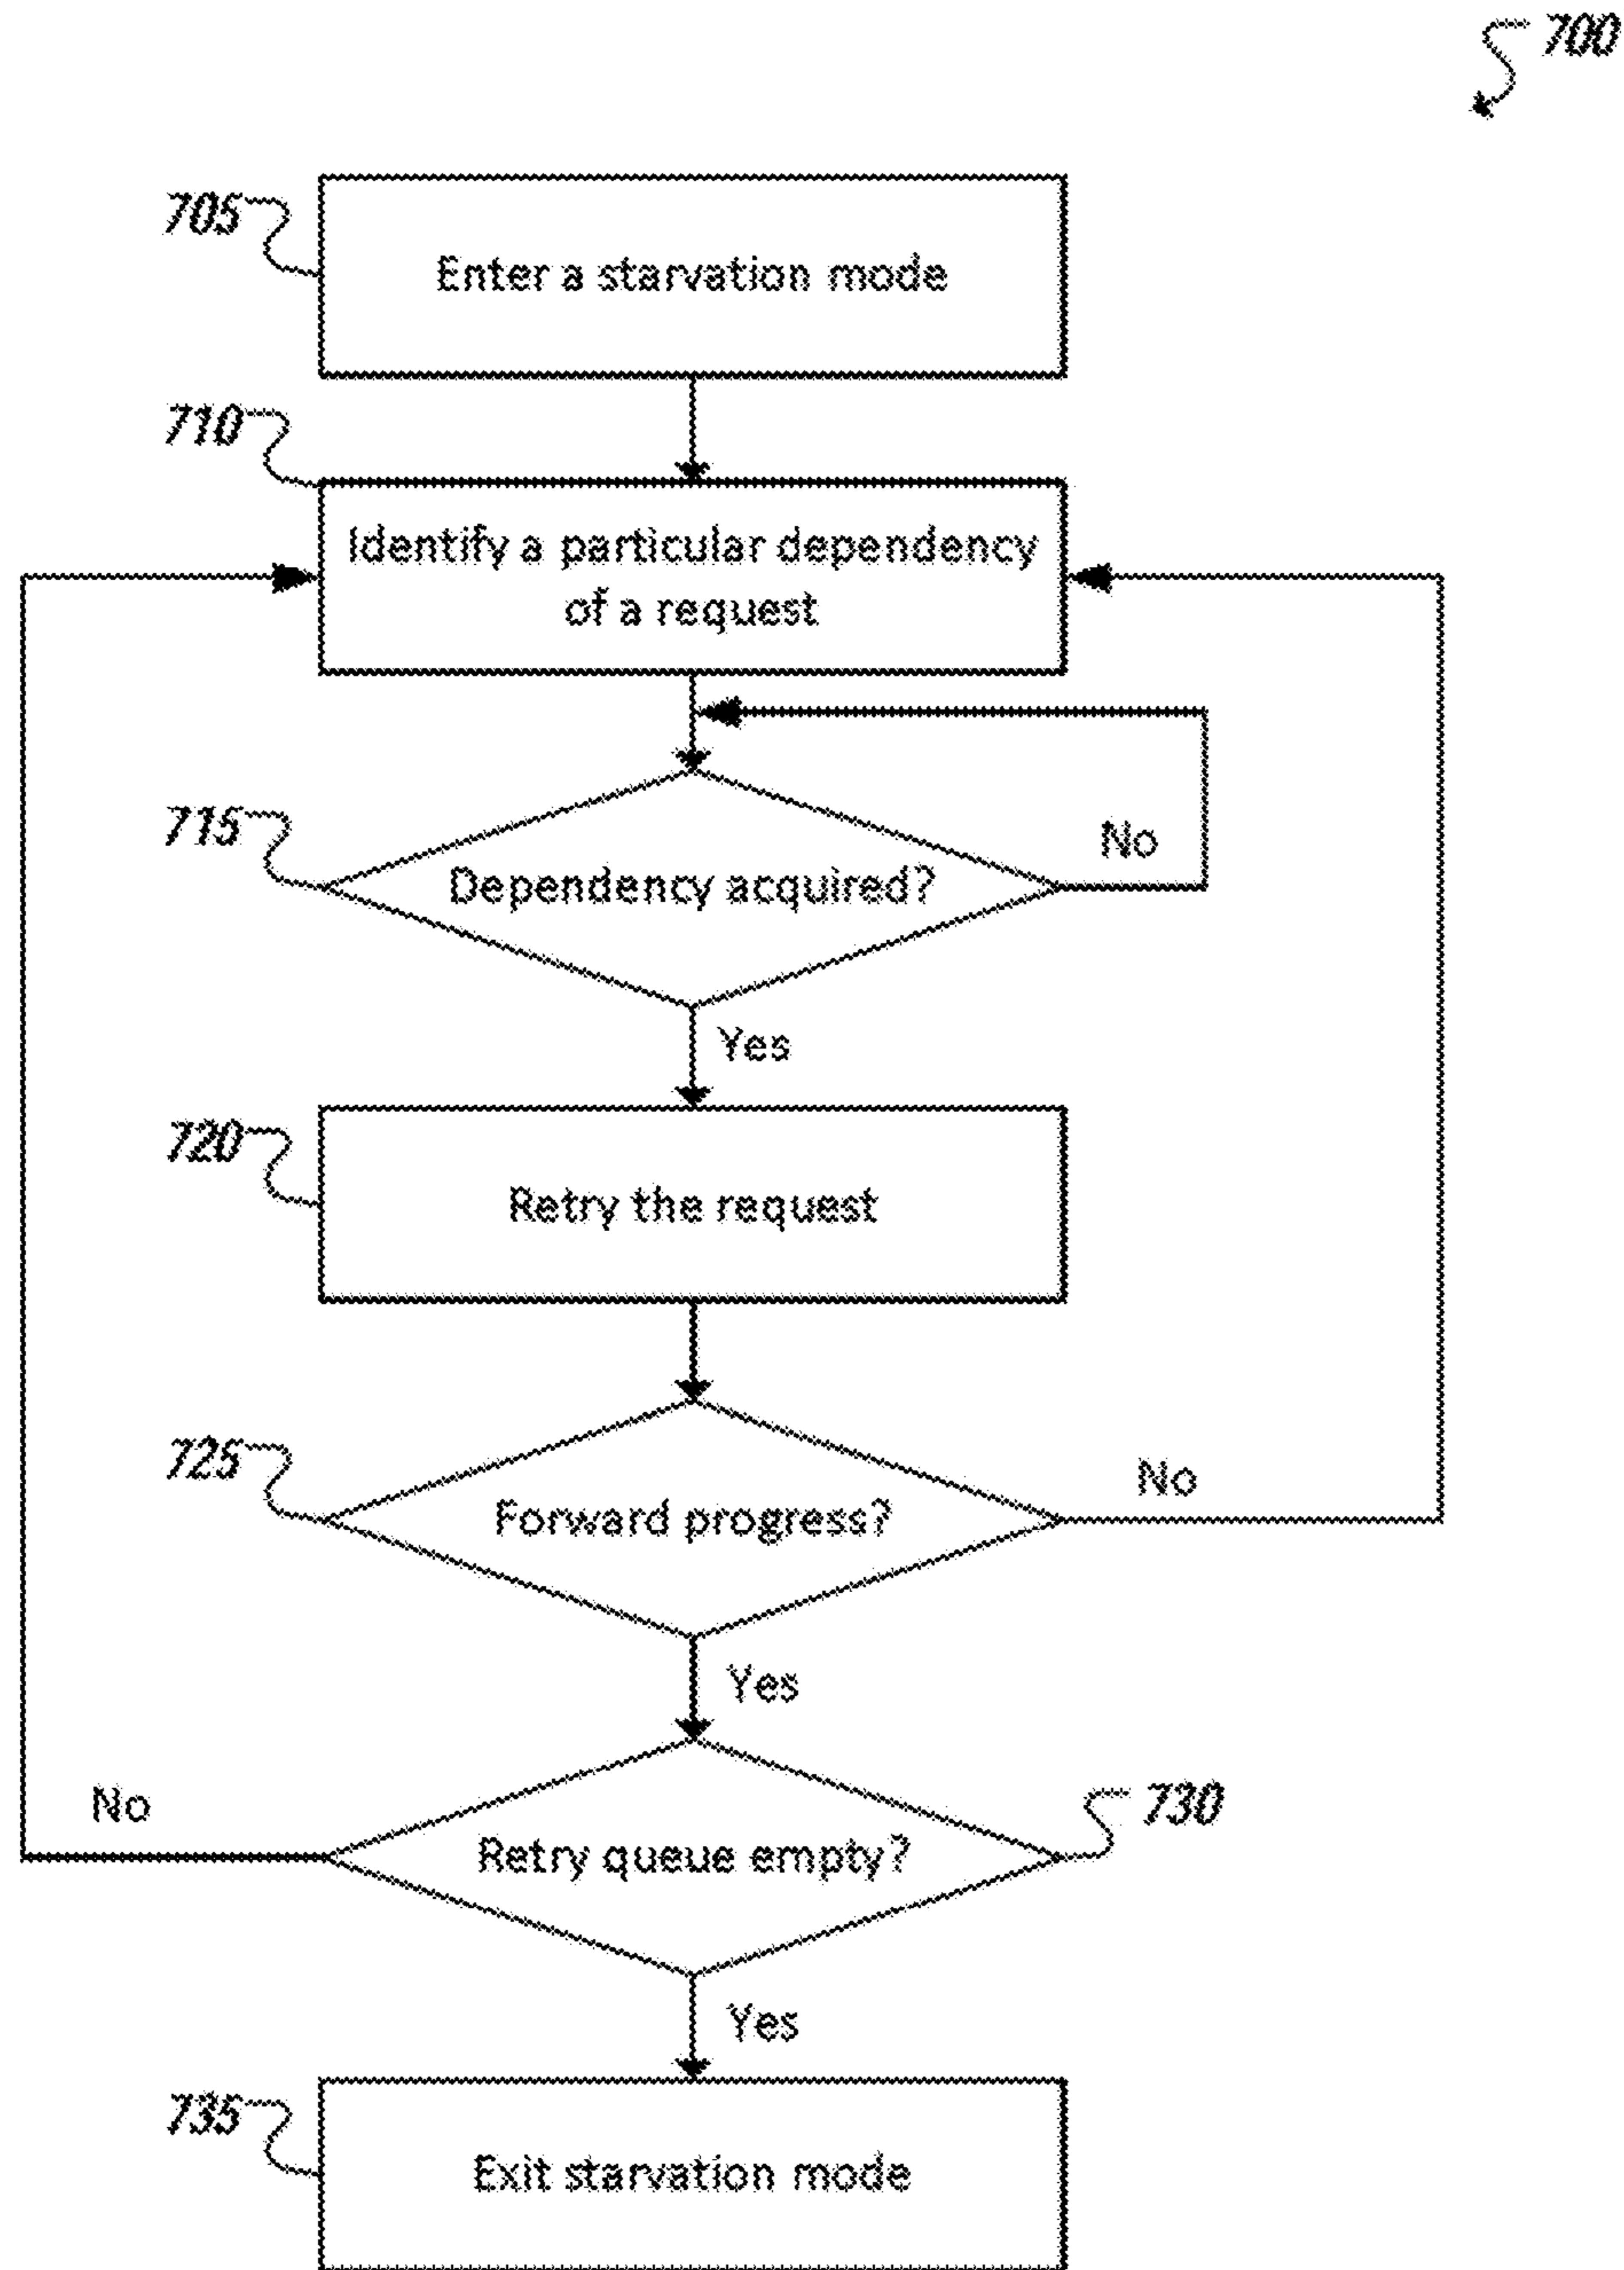 700
705
Enter a starvation mode
710
Identify a particular dependency
of a request
715
Dependency acquired?
No
Yes
720
Retry the request
725
Forward progress?
No
Yes
No
Retry queue empty?
730
Yes
735
Exit starvation mode